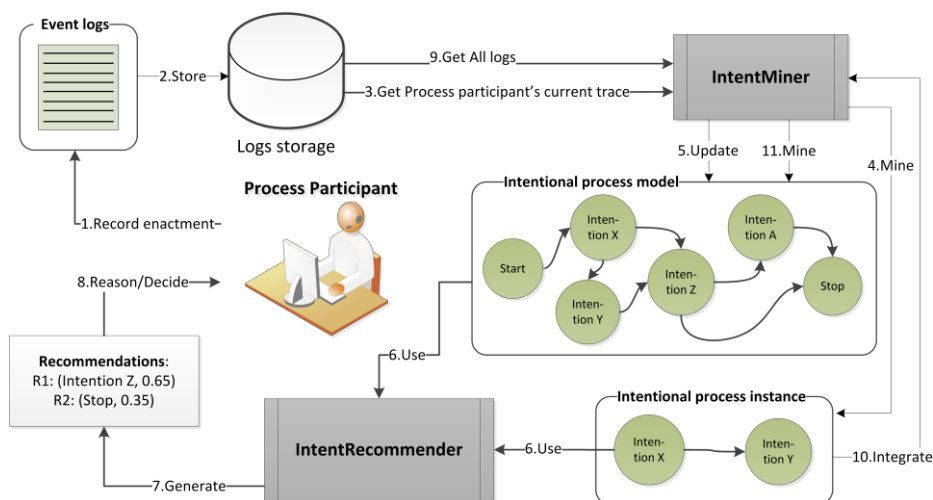 Event logs
2.Store
Logs storage
9.Get All logs
3.Get Process participant's current trace
IntentMiner
5.Update
11.Mine
4.Mine
Process Participant
1.Record enactment
8.Reason/Decide
Intentional process model
Start
Inten-
tion X
Inten-
tion Y
Inten-
tion Z
Inten-
tion A
Stop
6.Use
Recommendations:
R1: (Intention Z, 0.65)
R2: (Stop, 0.35)
7.Generate
IntentRecommender
6.Use
Intentional process instance
Inten-
tion X
Inten-
tion Y
10.Integrate